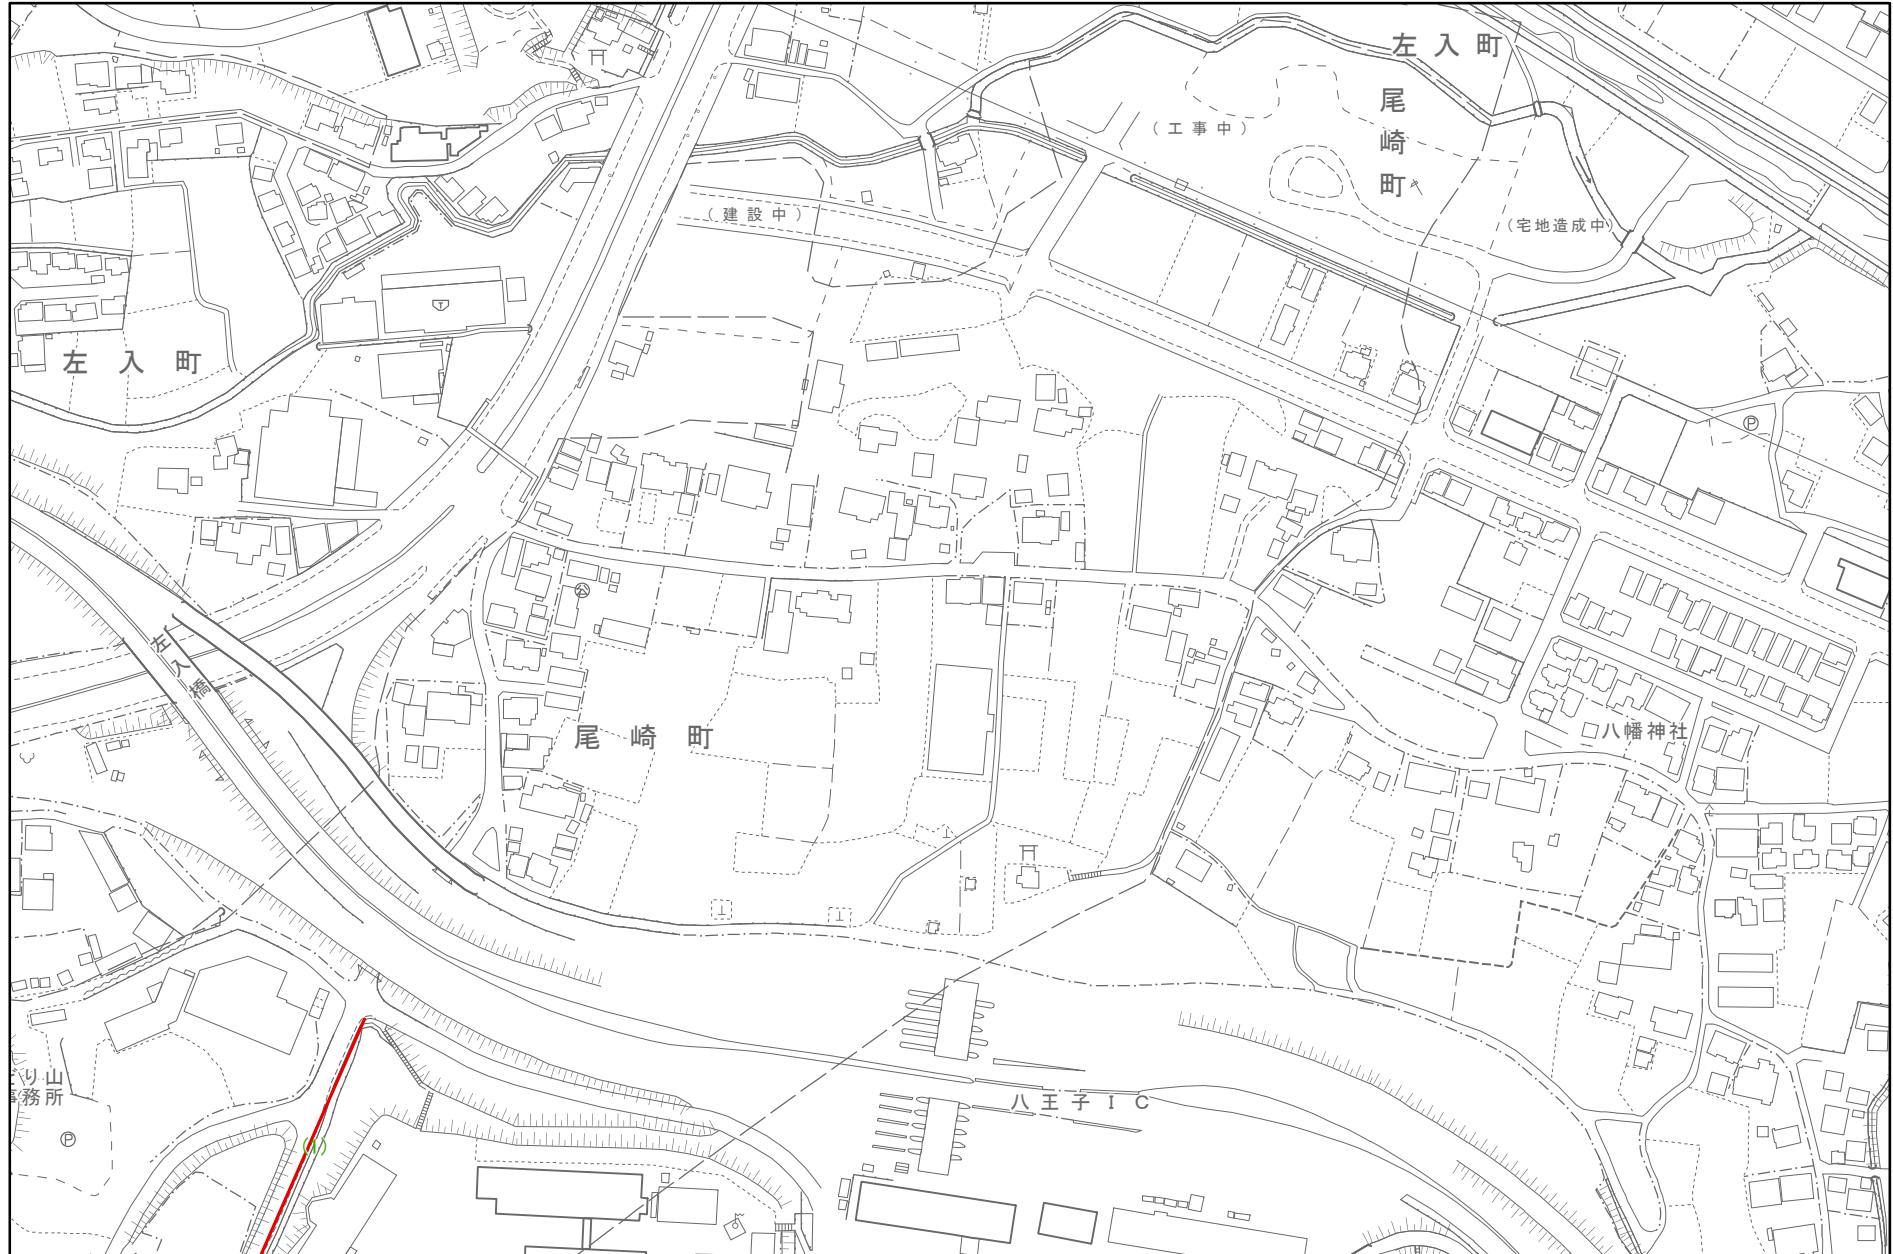 左入町
尾崎町
（工事中）
（建設中）
（宅地造成中）
左入町
P
左入橋
尾崎町
八幡神社
り山
事務所
P
八王子IC
(1)